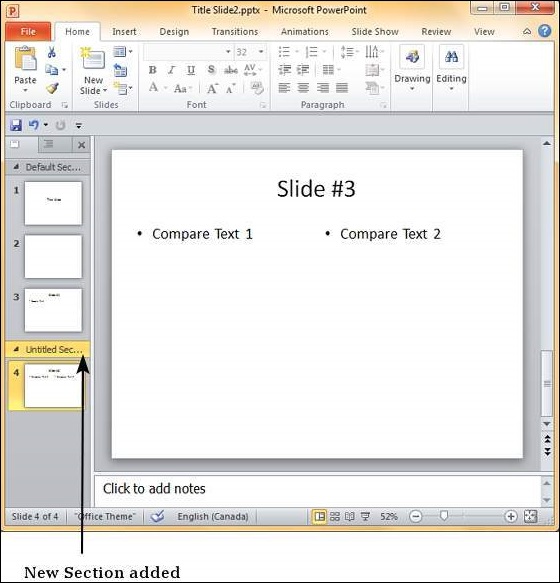 Title Slide2.pptx - Microsoft PowerPoint
File Home Insert Design Transitions Animations Slide Show Review View
Paste New Slide 32 Drawing Editing
B I U S abc AV
A Aa A A
Clipboard Slides Font Paragraph
Default Sec...
1
2
3
Untitled Sec...
4
Slide #3
• Compare Text 1 • Compare Text 2
Click to add notes
Slide 4 of 4 "Office Theme" English (Canada) 52%
New Section added